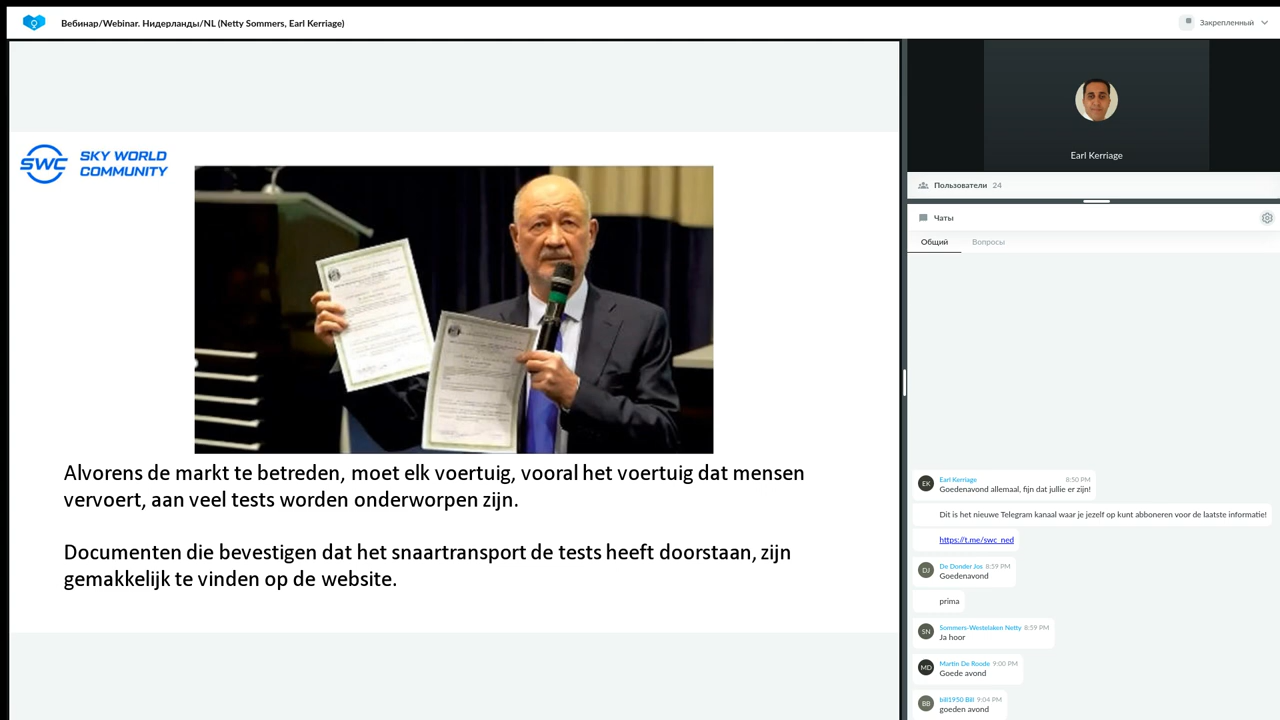 Вебинар/Webinar. Нидерланды/NL (Netty Sommers, Earl Kerriage)
Закрепленный
SWC SKY WORLD
COMMUNITY
Alvorens de markt te betreden, moet elk voertuig, vooral het voertuig dat mensen
vervoert, aan veel tests worden onderworpen zijn.
Documenten die bevestigen dat het snaartransport de tests heeft doorstaan, zijn
gemakkelijk te vinden op de website.
Earl Kerriage
Пользователи 24
Чаты
Общий Вопросы
EK Earl Kerriage 8:50 PM
Goedenavond allemaal, fijn dat jullie er zijn!
Dit is het nieuwe Telegram kanaal waar je jezelf op kunt abboneren voor de laatste informatie!
https://t.me/swc_ned
DJ De Donder Jos 8:59 PM
Goedenavond
prima
SN Sommers-Westelaken Netty 8:59 PM
Ja hoor
MD Martin De Roode 9:00 PM
Goede avond
BB bill1950 Bill 9:04 PM
goeden avond